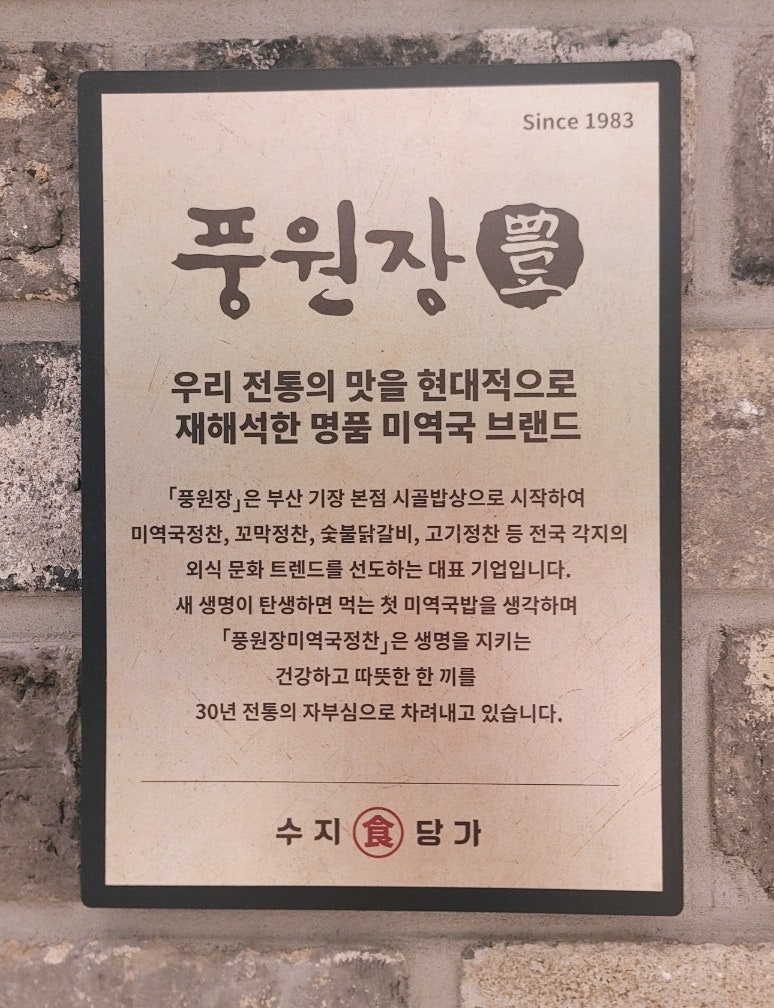 Since 1983
풍원장 豊
우리 전통의 맛을 현대적으로
재해석한 명품 미역국 브랜드
「풍원장」은 부산 기장 본점 시골밥상으로 시작하여
미역국정찬, 꼬막정찬, 숯불닭갈비, 고기정찬 등 전국 각지의
외식 문화 트렌드를 선도하는 대표 기업입니다.
새 생명이 탄생하면 먹는 첫 미역국밥을 생각하며
「풍원장미역국정찬」은 생명을 지키는
건강하고 따뜻한 한 끼를
30년 전통의 자부심으로 차려내고 있습니다.
수지 食 당가